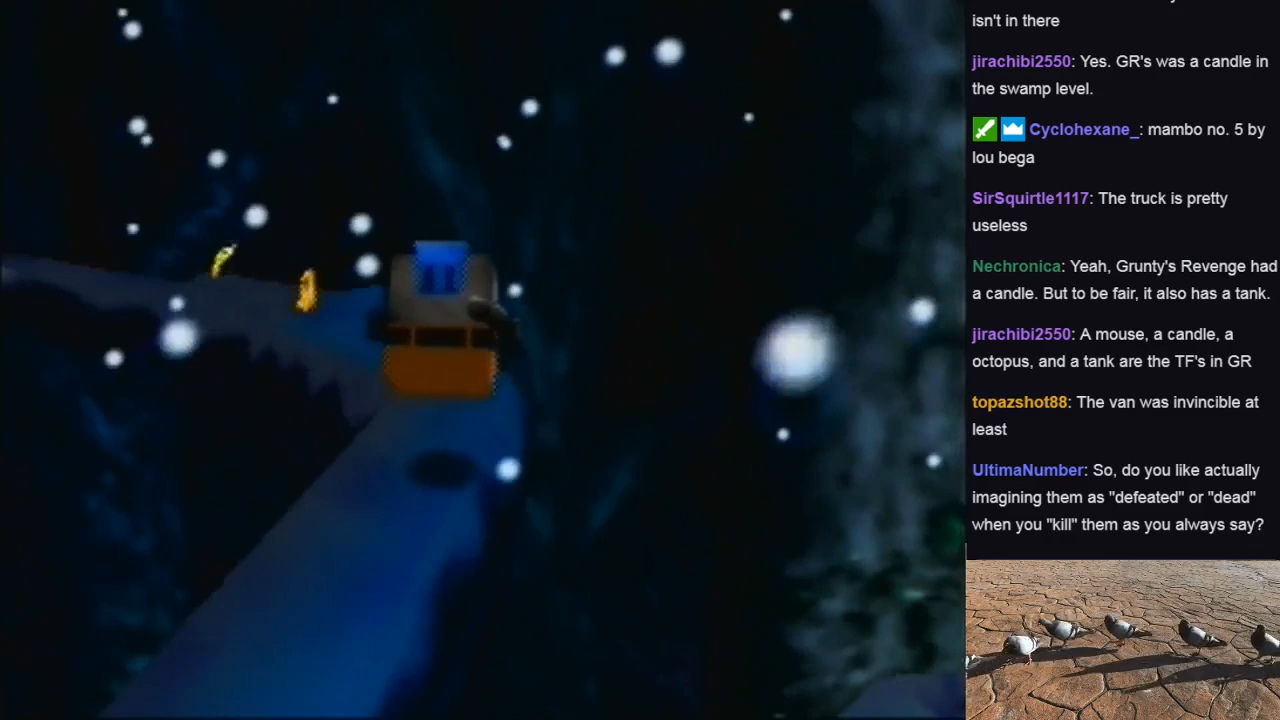 isn't in there
jirachibi2550: Yes. GR's was a candle in
the swamp level.
Cyclohexane_: mambo no. 5 by
lou bega
SirSquirtle1117: The truck is pretty
useless
Nechronica: Yeah, Grunty's Revenge had
a candle. But to be fair, it also has a tank.
jirachibi2550: A mouse, a candle, a
octopus, and a tank are the TF's in GR
topazshot88: The van was invincible at
least
UltimaNumber: So, do you like actually
imagining them as "defeated" or "dead"
when you "kill" them as you always say?